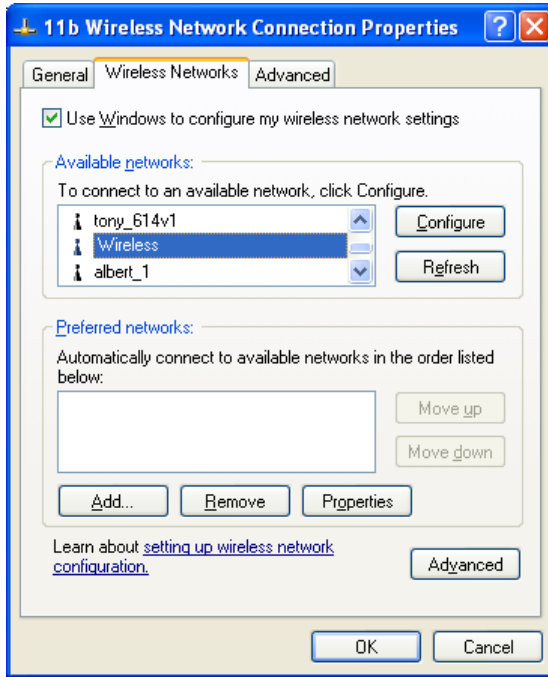 11b Wireless Network Connection Properties
General Wireless Networks Advanced
Use Windows to configure my wireless network settings
Available networks:
To connect to an available network, click Configure.
tony_614v1
Wireless
albert_1
Configure
Refresh
Preferred networks:
Automatically connect to available networks in the order listed
below:
Move up
Move down
Add... Remove Properties
Learn about setting up wireless network
configuration.
Advanced
OK Cancel